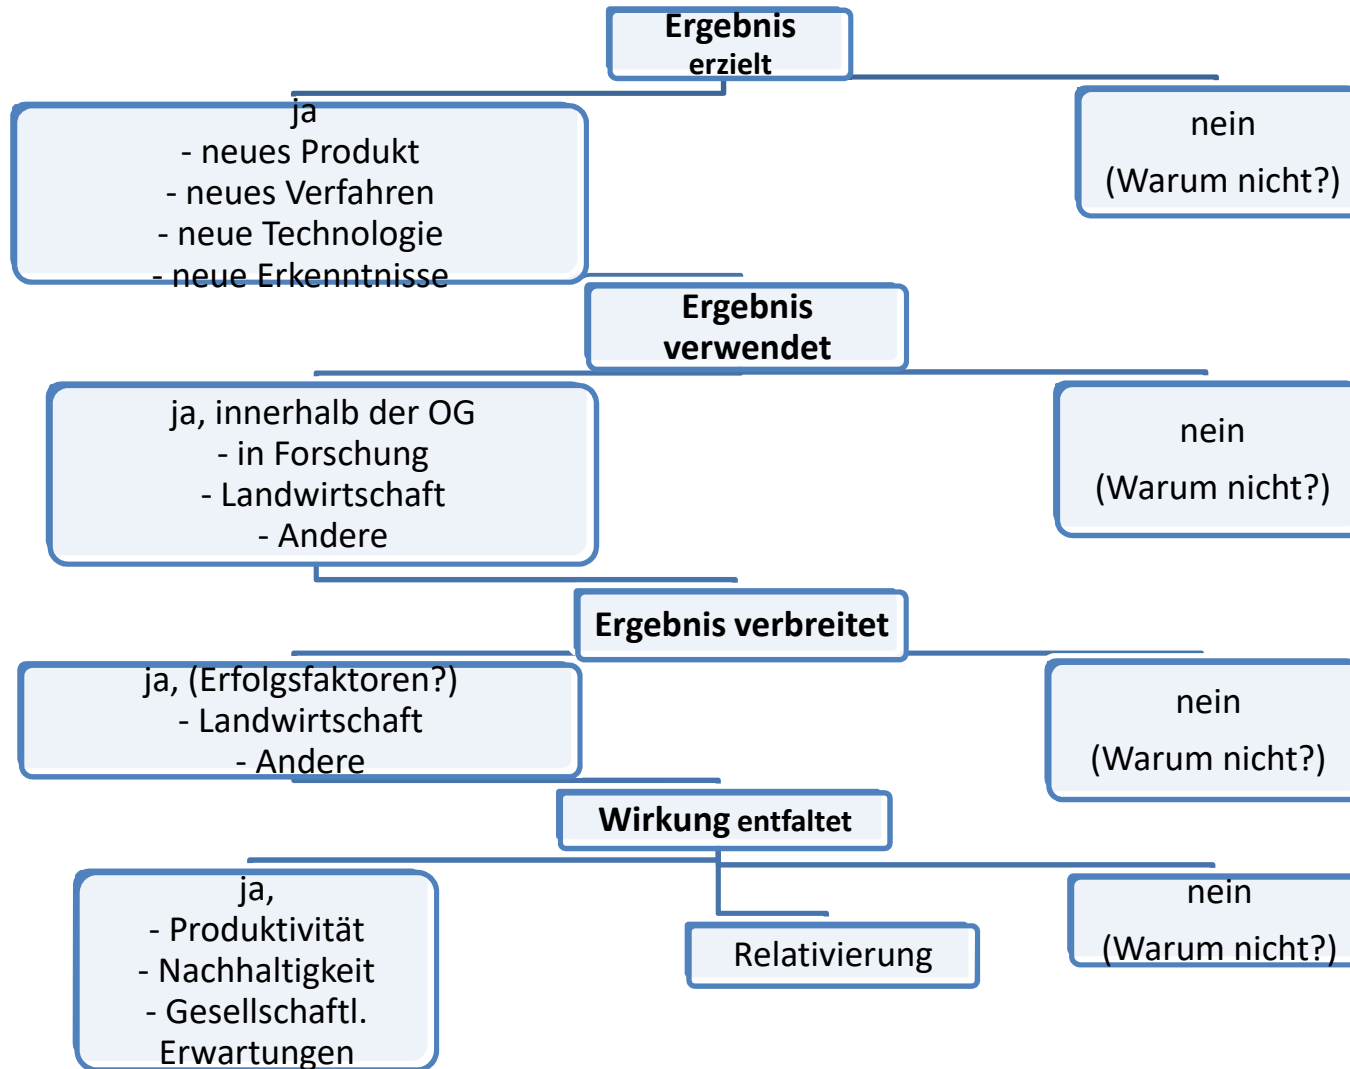 Ergebnis
erzielt
ja
- neues Produkt
- neues Verfahren
- neue Technologie
- neue Erkenntnisse
nein
(Warum nicht?)
Ergebnis
verwendet
ja, innerhalb der OG
- in Forschung
- Landwirtschaft
- Andere
nein
(Warum nicht?)
Ergebnis verbreitet
ja, (Erfolgsfaktoren?)
- Landwirtschaft
- Andere
nein
(Warum nicht?)
Wirkung entfaltet
ja,
- Produktivität
- Nachhaltigkeit
- Gesellschaftl.
Erwartungen
Relativierung
nein
(Warum nicht?)